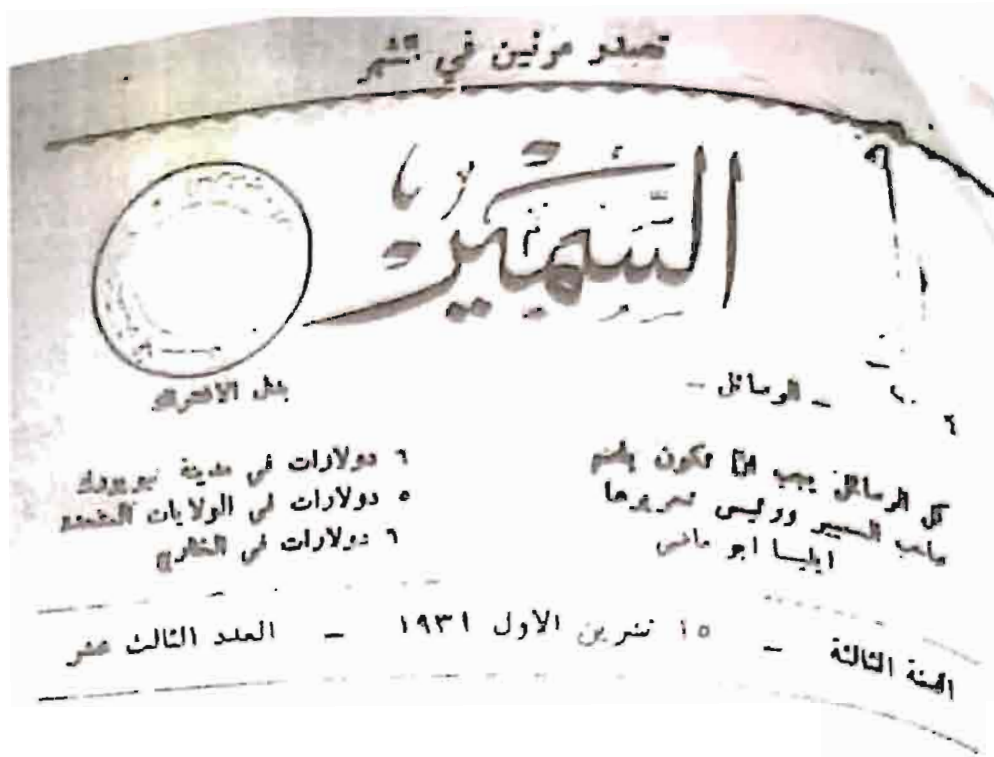 تصدر مرتين في الشهر
السَّمير
- الرسائل -
كل الرسائل يجب ان تكون باسم
صاحب السمير ورئيس تحريرها
ايليا ابو ماضي
بدل الاشتراك
٦ دولارات في مدينة نيويورك
٥ دولارات في الولايات المتحدة
٦ دولارات في الخارج
السنة الثالثة - ١٥ تشرين الاول ١٩٣١ - العدد الثالث عشر